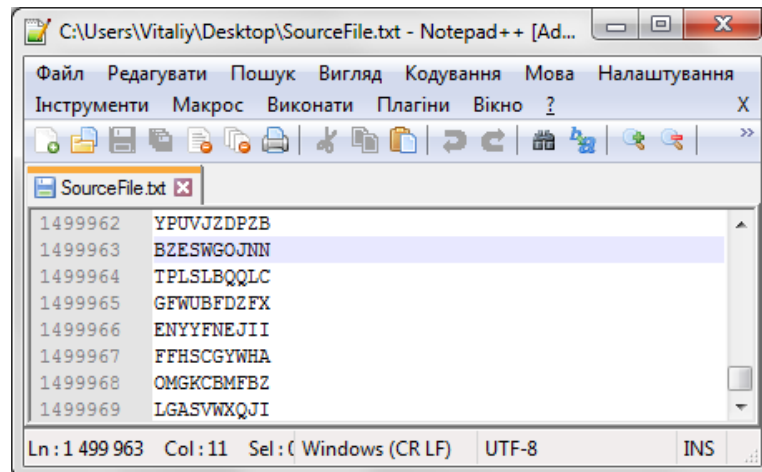 C:\Users\Vitaliy\Desktop\SourceFile.txt - Notepad++ [Ad...
Файл Редагувати Пошук Вигляд Кодування Мова Налаштування
Інструменти Макрос Виконати Плагіни Вікно ? X
SourceFile.txt
1499962 YPUVJZDPZB
1499963 BZESWGOJNN
1499964 TPLSLBQQLC
1499965 GFWUBFDZFX
1499966 ENYYFNEJII
1499967 FFHSCGYWHA
1499968 OMGKCBMFBZ
1499969 LGASVWXQJI
Ln : 1 499 963 Col : 11 Sel : ( Windows (CR LF) UTF-8 INS